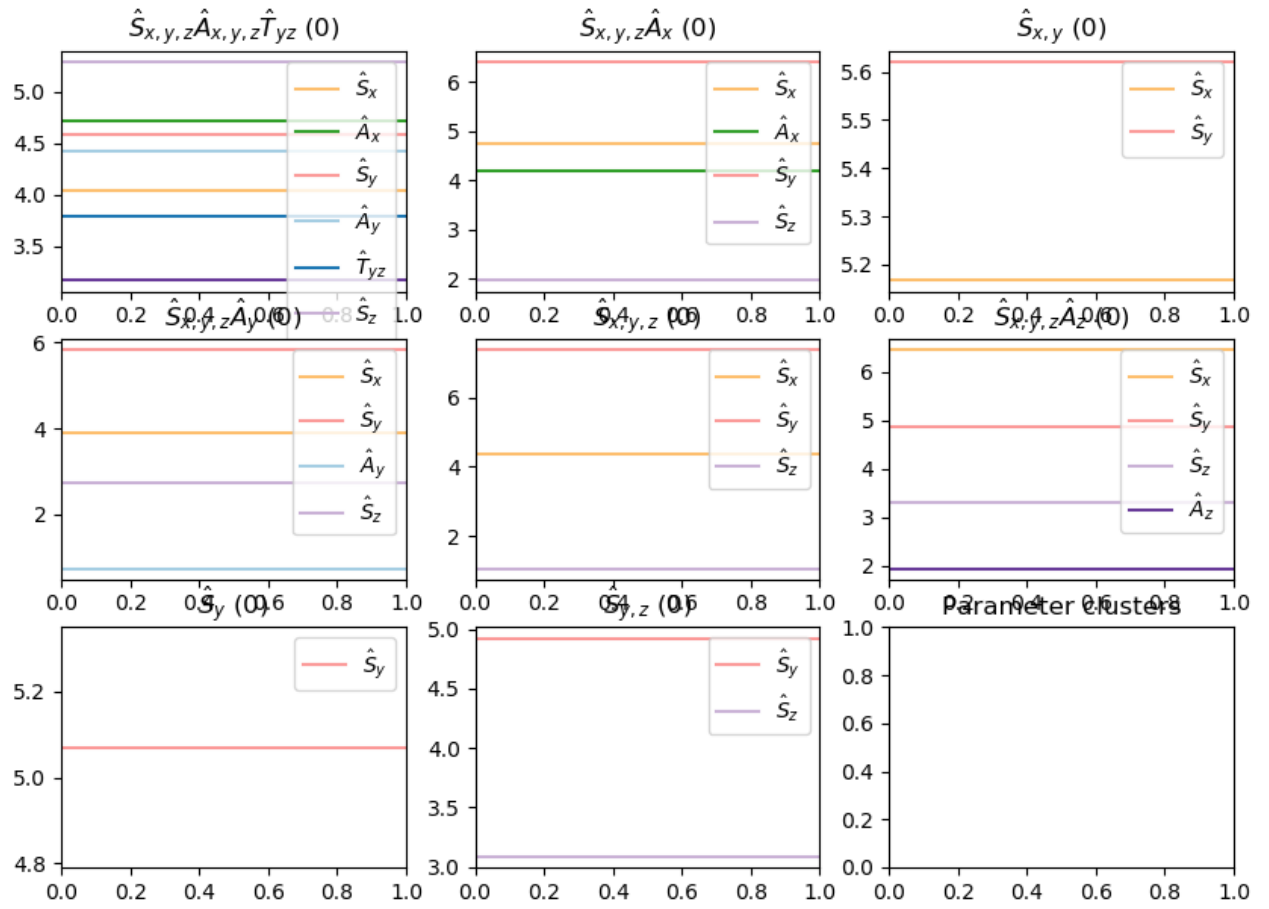 Ŝ_{x,y,z}Â_{x,y,z}T̂_{yz} (0)
5.0
4.5
4.0
3.5
0.0 0.2 0.4 0.6 0.8 1.0
Ŝ_x
Â_x
Ŝ_y
Â_y
T̂_{yz}
Ŝ_z
Ŝ_{x,y,z}Â_x (0)
6
5
4
3
2
0.0 0.2 0.4 0.6 0.8 1.0
Ŝ_x
Â_x
Ŝ_y
Ŝ_z
Ŝ_{x,y} (0)
5.6
5.5
5.4
5.3
5.2
0.0 0.2 0.4 0.6 0.8 1.0
Ŝ_x
Ŝ_y
Ŝ_{x,y,z}Â_y (0)
6
4
2
0.0 0.2 0.4 0.6 0.8 1.0
Ŝ_x
Ŝ_y
Â_y
Ŝ_z
Ŝ_{x,y,z} (0)
6
4
2
0.0 0.2 0.4 0.6 0.8 1.0
Ŝ_x
Ŝ_y
Ŝ_z
Ŝ_{x,y,z}Â_z (0)
6
5
4
3
2
0.0 0.2 0.4 0.6 0.8 1.0
Ŝ_x
Ŝ_y
Ŝ_z
Â_z
Ŝ_y (0)
5.2
5.0
4.8
0.0 0.2 0.4 0.6 0.8 1.0
Ŝ_y
Ŝ_{y,z} (0)
5.0
4.5
4.0
3.5
3.0
0.0 0.2 0.4 0.6 0.8 1.0
Ŝ_y
Ŝ_z
Parameter clusters
1.0
0.8
0.6
0.4
0.2
0.0
0.0 0.2 0.4 0.6 0.8 1.0